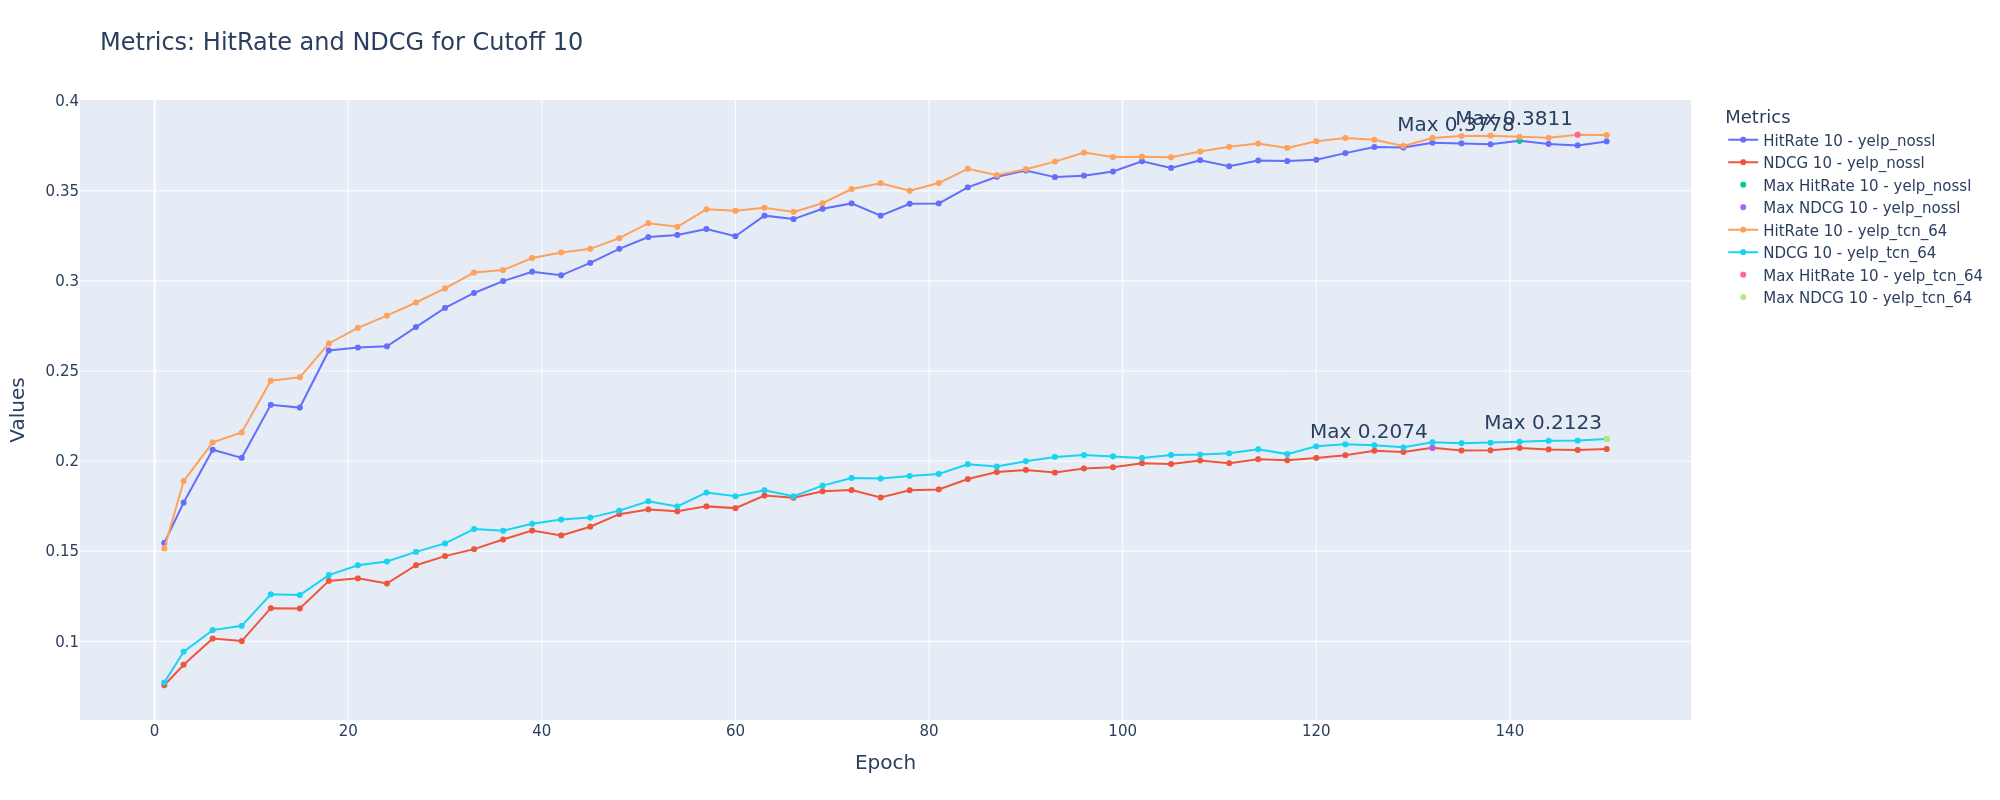 Metrics: HitRate and NDCG for Cutoff 10
0.4
0.35
0.3
0.25
0.2
0.15
0.1
Values
Max 0.3778
Max 0.3811
Max 0.2074
Max 0.2123
0
20
40
60
80
100
120
140
Epoch
Metrics
HitRate 10 - yelp_nossl
NDCG 10 - yelp_nossl
Max HitRate 10 - yelp_nossl
Max NDCG 10 - yelp_nossl
HitRate 10 - yelp_tcn_64
NDCG 10 - yelp_tcn_64
Max HitRate 10 - yelp_tcn_64
Max NDCG 10 - yelp_tcn_64